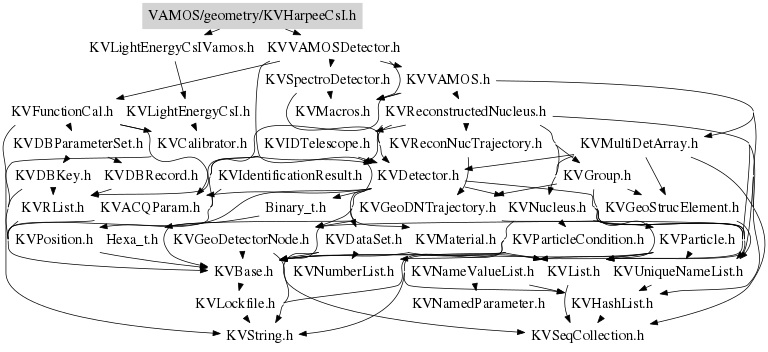 VAMOS/geometry/KVHarpeeCsI.h
KVLightEnergyCsIVamos.h KVVAMOSDetector.h
KVSpectroDetector.h KVVAMOS.h
KVFunctionCal.h KVLightEnergyCsI.h KVMacros.h KVReconstructedNucleus.h
KVDBParameterSet.h KVCalibrator.h KVIDTelescope.h KVReconNucTrajectory.h KVMultiDetArray.h
KVDBKey.h KVDBRecord.h KVIdentificationResult.h KVDetector.h KVGroup.h
KVRList.h KVACQParam.h Binary_t.h KVGeoDNTrajectory.h KVNucleus.h KVGeoStrucElement.h
KVPosition.h Hexa_t.h KVGeoDetectorNode.h KVDataSet.h KVMaterial.h KVParticleCondition.h KVParticle.h
KVBase.h KVNumberList.h KVNameValueList.h KVList.h KVUniqueNameList.h
KVLockfile.h KVNamedParameter.h KVHashList.h
KVString.h KVSeqCollection.h